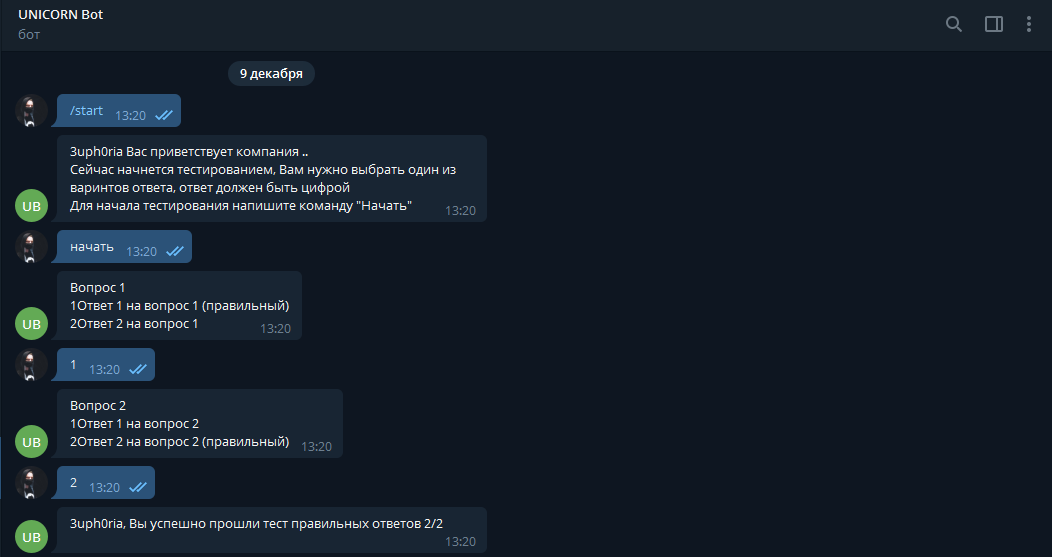 UNICORN Bot
бот
9 декабря
/start 13:20
3uph0ria Вас приветствует компания ..
Сейчас начнется тестированием, Вам нужно выбрать один из
варинтов ответа, ответ должен быть цифрой
Для начала тестирования напишите команду "Начать" 13:20
UB
начать 13:20
Вопрос 1
1Ответ 1 на вопрос 1 (правильный)
2Ответ 2 на вопрос 1 13:20
UB
1 13:20
Вопрос 2
1Ответ 1 на вопрос 2
2Ответ 2 на вопрос 2 (правильный) 13:20
UB
2 13:20
3uph0ria, Вы успешно прошли тест правильных ответов 2/2
UB 13:20